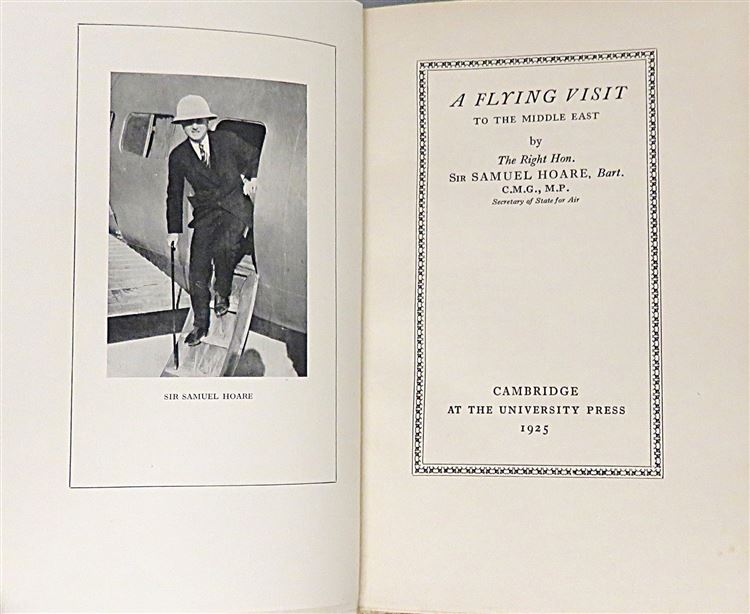 SIR SAMUEL HOARE
A FLYING VISIT
TO THE MIDDLE EAST
by
The Right Hon.
SIR SAMUEL HOARE, Bart.
C.M.G., M.P.
Secretary of State for Air
CAMBRIDGE
AT THE UNIVERSITY PRESS
1925